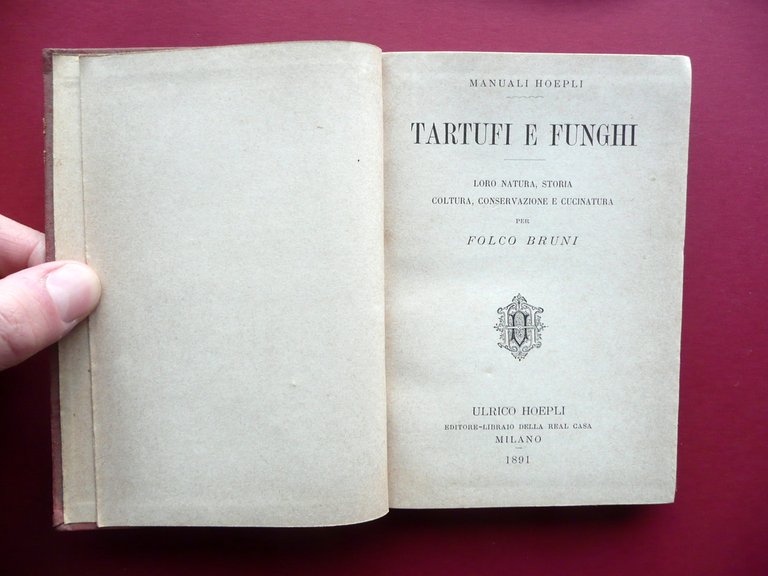 MANUALI HOEPLI
TARTUFI E FUNGHI
LORO NATURA, STORIA
COLTURA, CONSERVAZIONE E CUCINATURA
PER
FOLCO BRUNI
UH
ULRICO HOEPLI
EDITORE-LIBRAIO DELLA REAL CASA
MILANO
1891